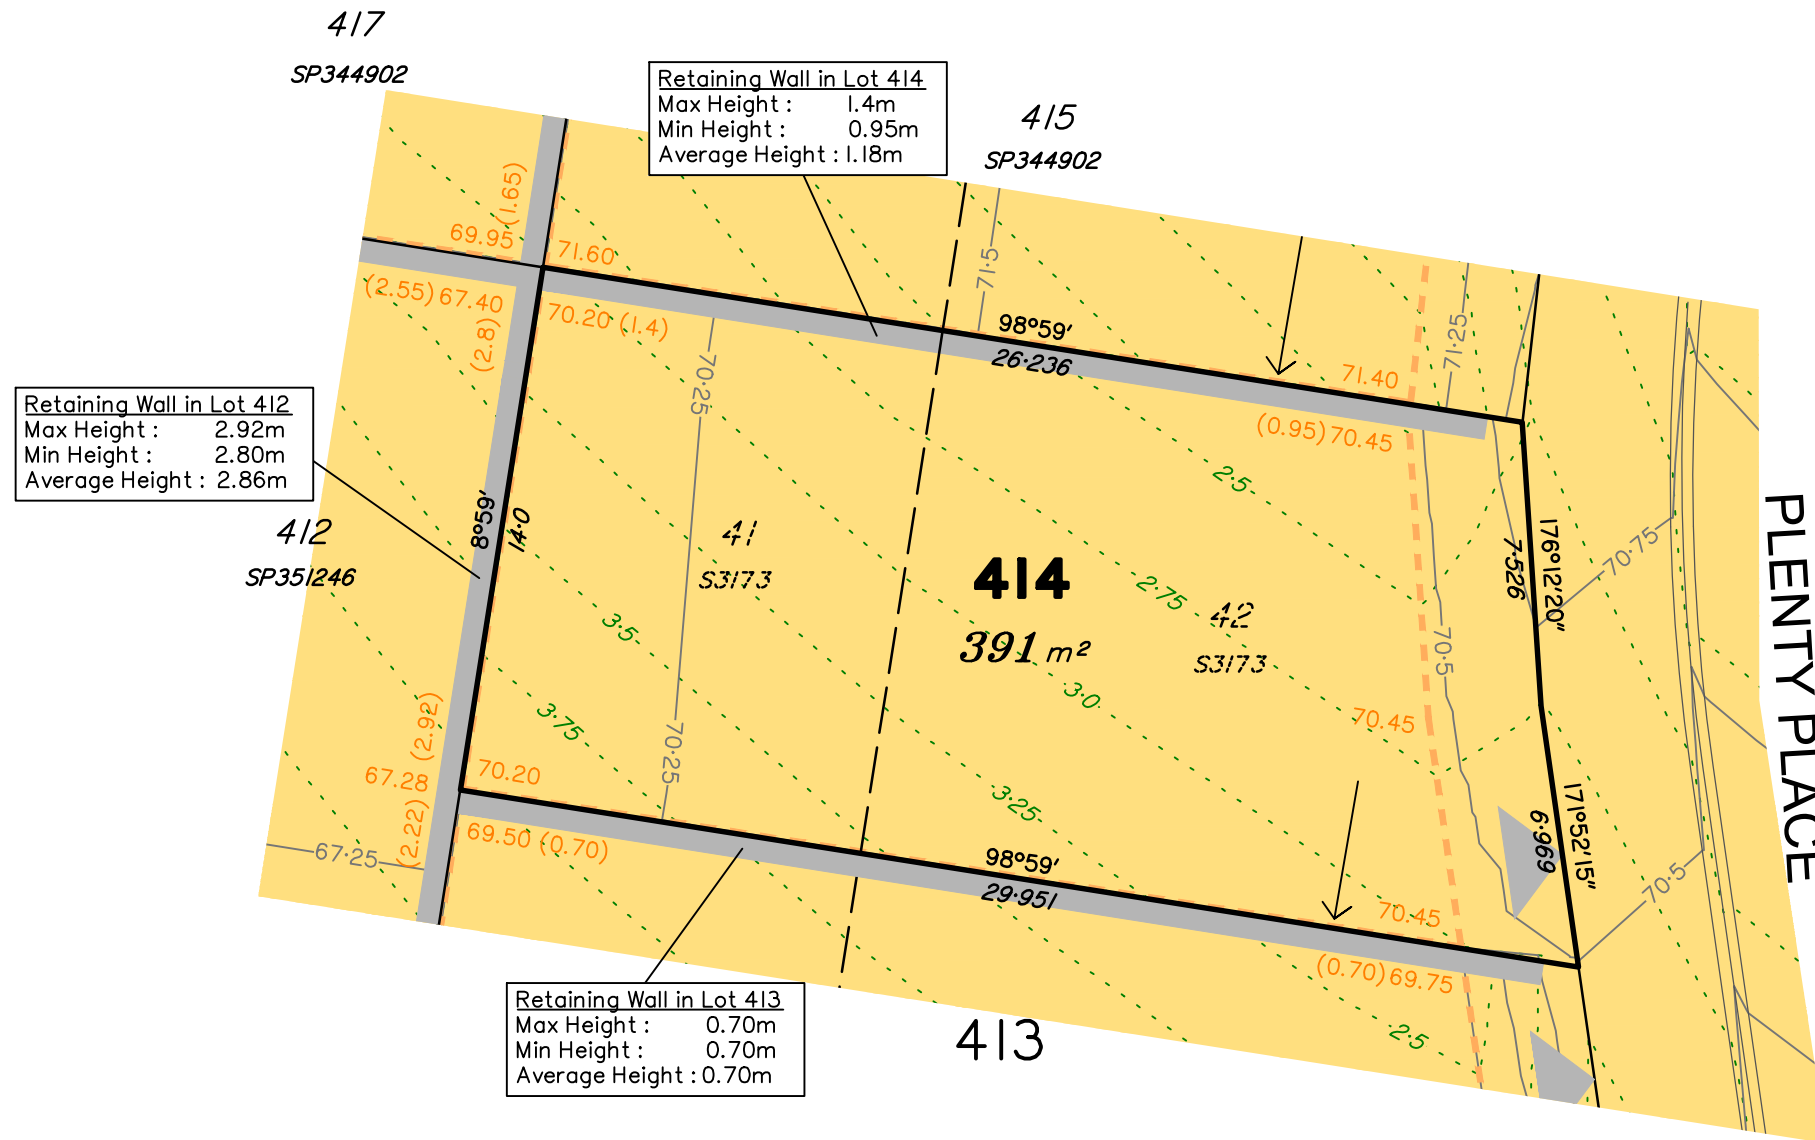 417
SP344902
Retaining Wall in Lot 414
Max Height : 1.4m
Min Height : 0.95m
Average Height : 1.18m
415
SP344902
(1.65)
69.95
71.60
(2.55) 67.40
(2.8)
70.20 (1.4)
71·5
98°59'
26·236
71·25
71.40
(0.95) 70.45
70·25
Retaining Wall in Lot 412
Max Height : 2.92m
Min Height : 2.80m
Average Height : 2.86m
412
SP351246
8°59'
14·0
41
S3173
414
391 m²
42
S3173
2·5
2·75
3·0
3·25
3·5
3·75
70·5
7·526
176°12'20"
70·75
PLENTY PLACE
70.45
70·25
(2.92)
67.28
70.20
(2.22)
69.50 (0.70)
67·25
98°59'
29·951
70.45
(0.70) 69.75
6·969
171°52'15"
70·5
2·5
Retaining Wall in Lot 413
Max Height : 0.70m
Min Height : 0.70m
Average Height : 0.70m
413